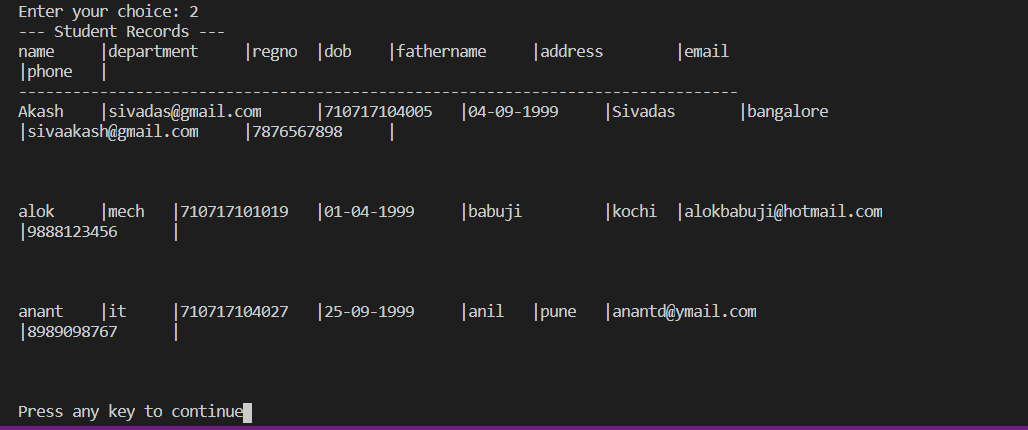 Enter your choice: 2
--- Student Records ---
name |department |regno |dob |fathername |address |email
|phone |
--------------------------------------------------------------------------------
Akash |sivadas@gmail.com |710717104005 |04-09-1999 |Sivadas |bangalore
|sivaakash@gmail.com |7876567898 |
alok |mech |710717101019 |01-04-1999 |babuji |kochi |alokbabuji@hotmail.com
|9888123456 |
anant |it |710717104027 |25-09-1999 |anil |pune |anantd@ymail.com
|8989098767 |
Press any key to continue